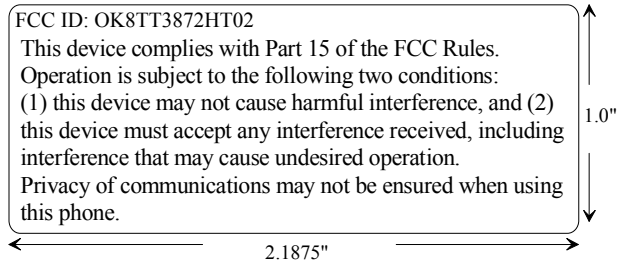 FCC ID: OK8TT3872HT02
This device complies with Part 15 of the FCC Rules.
Operation is subject to the following two conditions:
(1) this device may not cause harmful interference, and (2)
this device must accept any interference received, including
interference that may cause undesired operation.
Privacy of communications may not be ensured when using
this phone.
1.0"
2.1875"